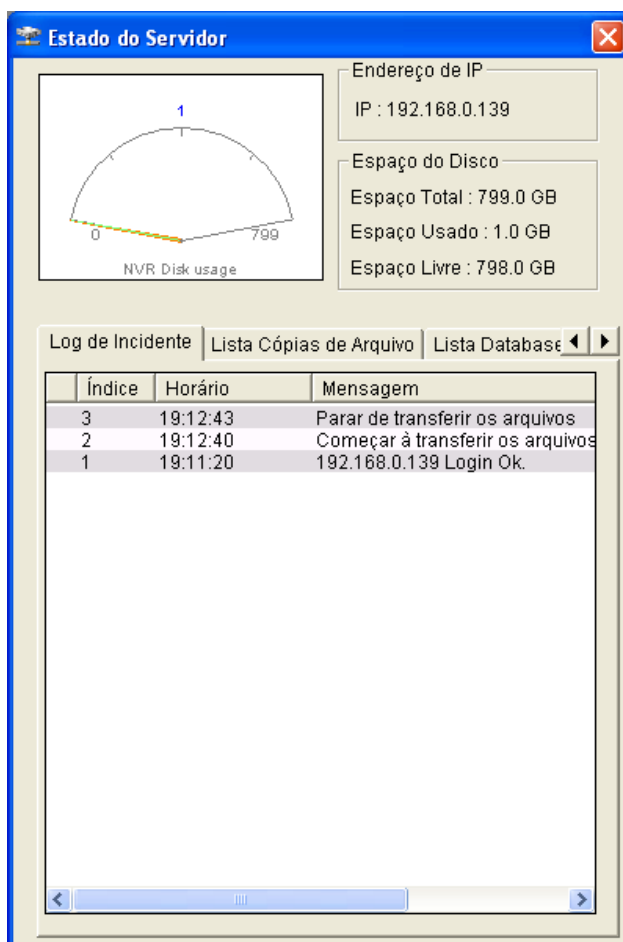 Estado do Servidor
1
0
799
NVR Disk usage
Endereço de IP
IP : 192.168.0.139
Espaço do Disco
Espaço Total : 799.0 GB
Espaço Usado : 1.0 GB
Espaço Livre : 798.0 GB
Log de Incidente Lista Cópias de Arquivo Lista Database
Índice Horário Mensagem
3 19:12:43 Parar de transferir os arquivos
2 19:12:40 Começar à transferir os arquivos
1 19:11:20 192.168.0.139 Login Ok.